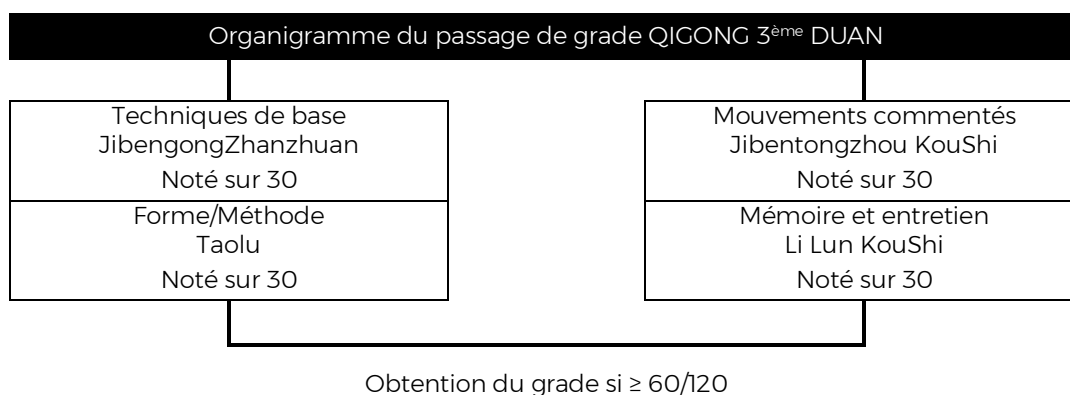 Organigramme du passage de grade QIGONG 3ème DUAN
Techniques de base
JibengongZhanzhuan
Noté sur 30
Forme/Méthode
Taolu
Noté sur 30
Mouvements commentés
Jibentongzhou KouShi
Noté sur 30
Mémoire et entretien
Li Lun KouShi
Noté sur 30
Obtention du grade si ≥ 60/120